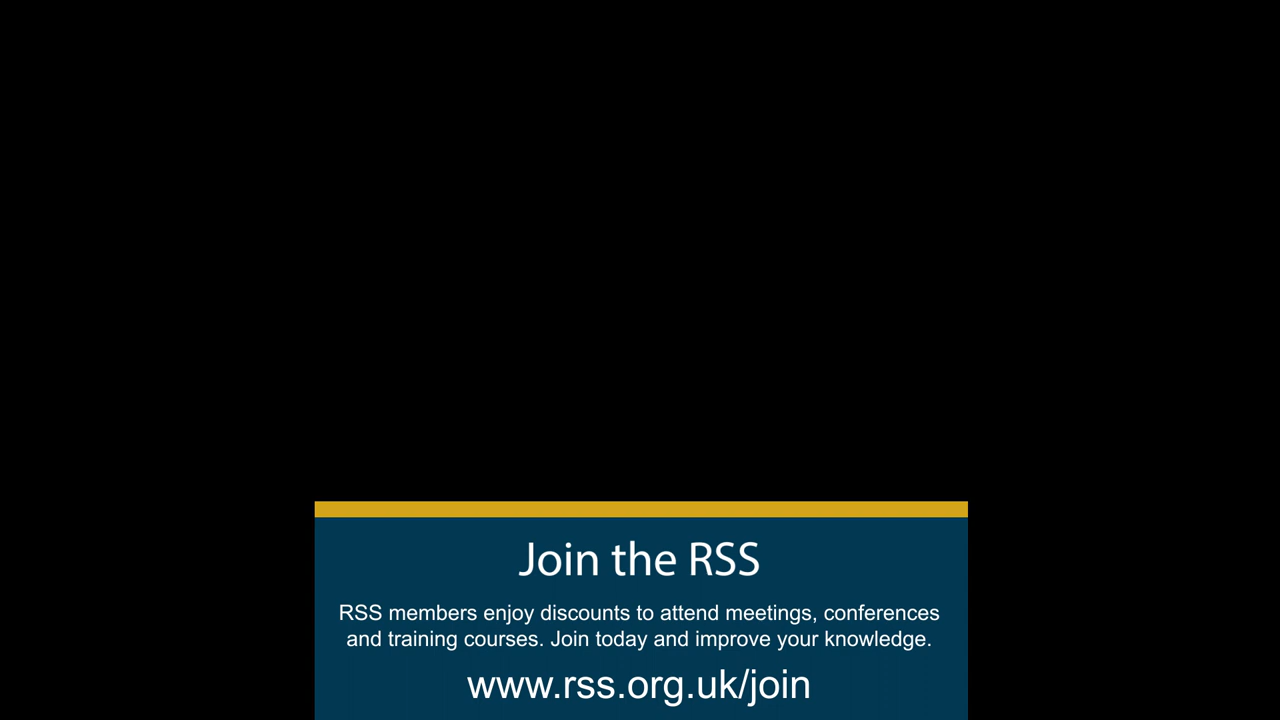 Join the RSS
RSS members enjoy discounts to attend meetings, conferences
and training courses. Join today and improve your knowledge.
www.rss.org.uk/join